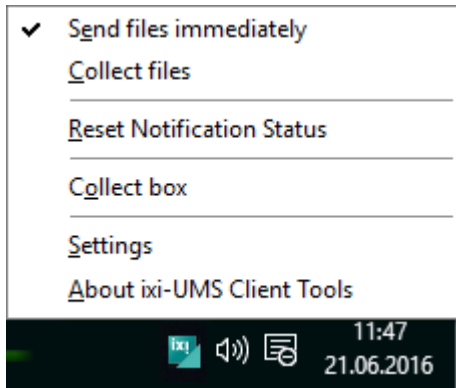 Send files immediately
Collect files
Reset Notification Status
Collect box
Settings
About ixi-UMS Client Tools
ixi
11:47
21.06.2016